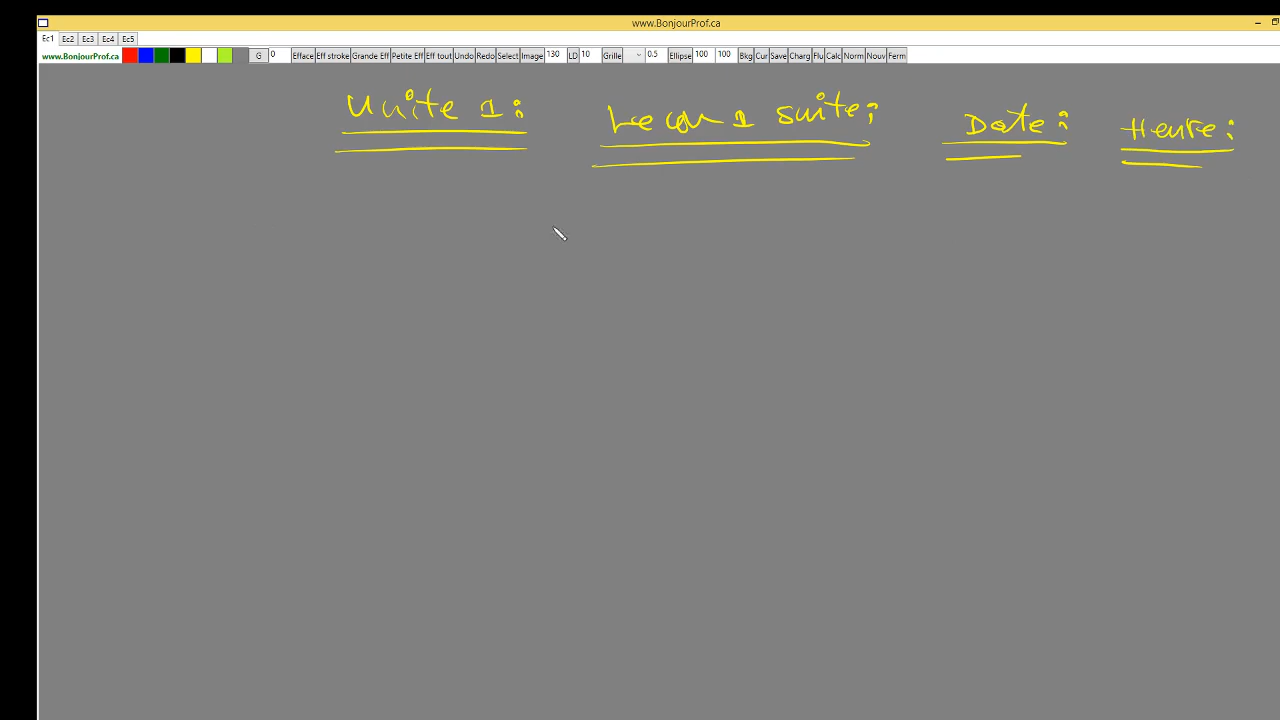 www.BonjourProf.ca
Ec1 Ec2 Ec3 Ec4 Ec5
www.BonjourProf.ca G 0 Efface Eff stroke Grande Eff Petite Eff Eff tout Undo Redo Select Image 130 LD 10 Grille 0.5 Ellipse 100 100 Bkg Cur Save Charg Flu Calc Norm Nouv Ferm
Unite 1: Lecon 1 suite: Date: Heure: